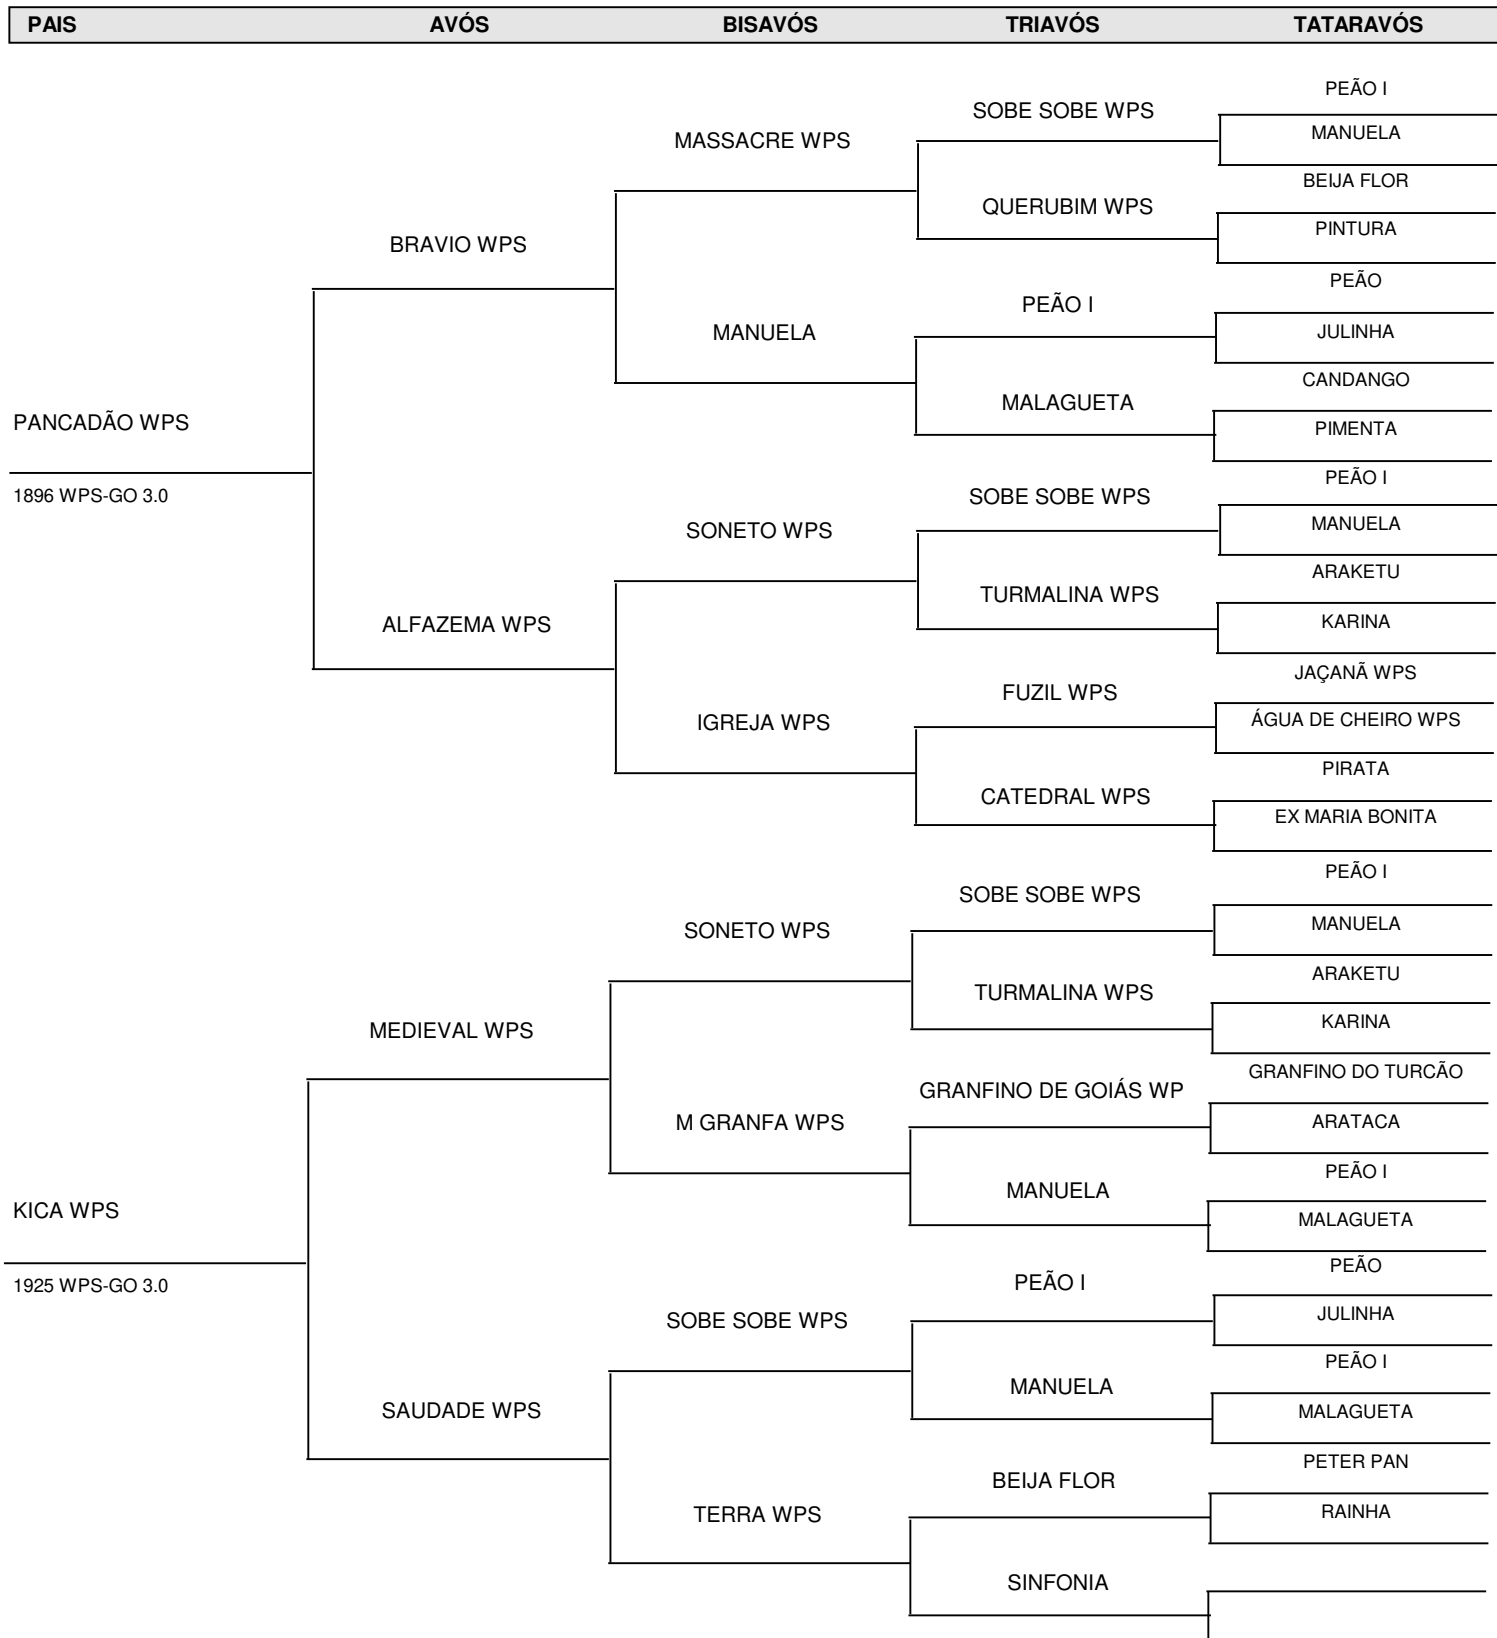 PAIS AVÓS BISAVÓS TRIAVÓS TATARAVÓS
PEÃO I
SOBE SOBE WPS
MANUELA
MASSACRE WPS
BEIJA FLOR
QUERUBIM WPS
PINTURA
BRAVIO WPS
PEÃO
PEÃO I
JULINHA
MANUELA
CANDANGO
MALAGUETA
PANCADÃO WPS
PIMENTA
PEÃO I
1896 WPS-GO 3.0
SOBE SOBE WPS
MANUELA
SONETO WPS
ARAKETU
TURMALINA WPS
KARINA
ALFAZEMA WPS
JAÇANÃ WPS
FUZIL WPS
ÁGUA DE CHEIRO WPS
IGREJA WPS
PIRATA
CATEDRAL WPS
EX MARIA BONITA
PEÃO I
SOBE SOBE WPS
MANUELA
SONETO WPS
ARAKETU
TURMALINA WPS
KARINA
MEDIEVAL WPS
GRANFINO DO TURCÃO
GRANFINO DE GOIÁS WP
ARATACA
M GRANFA WPS
PEÃO I
MANUELA
KICA WPS
MALAGUETA
PEÃO
1925 WPS-GO 3.0
PEÃO I
JULINHA
SOBE SOBE WPS
PEÃO I
MANUELA
SAUDADE WPS
MALAGUETA
PETER PAN
BEIJA FLOR
RAINHA
TERRA WPS
SINFONIA